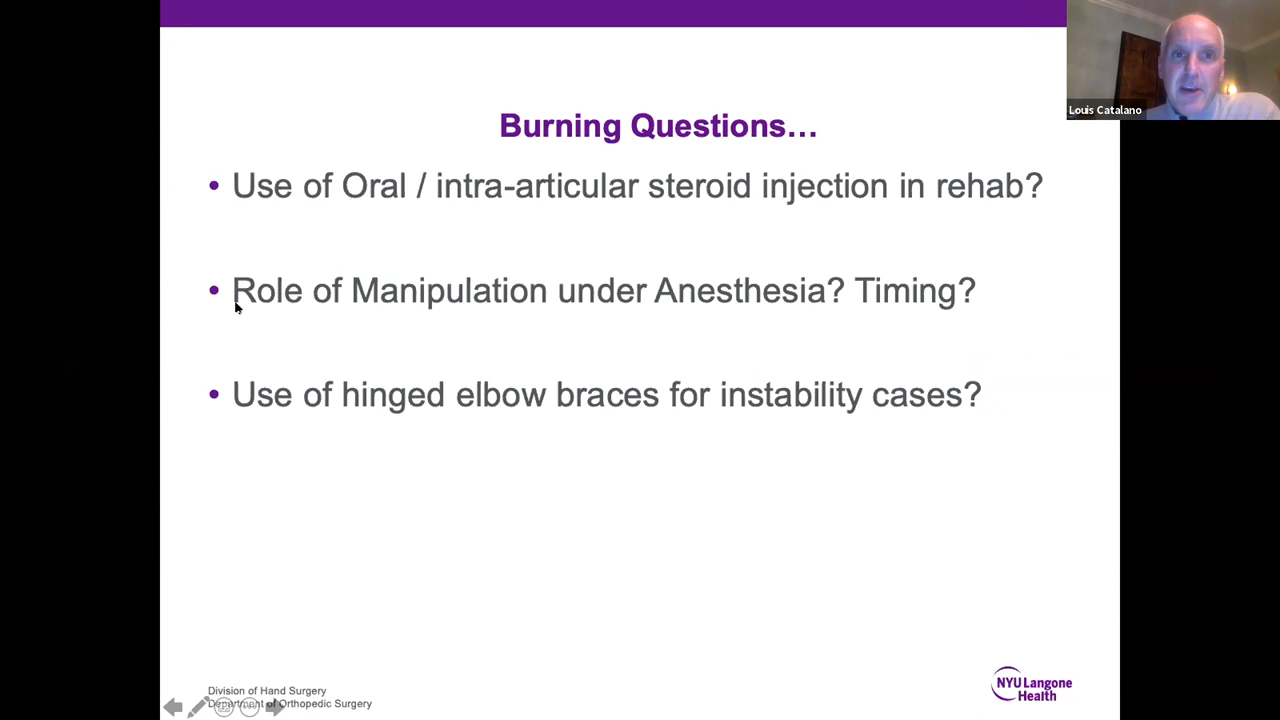 Louis Catalano
Burning Questions…
• Use of Oral / intra-articular steroid injection in rehab?
• Role of Manipulation under Anesthesia? Timing?
• Use of hinged elbow braces for instability cases?
Division of Hand Surgery
Department of Orthopedic Surgery
NYU Langone
Health